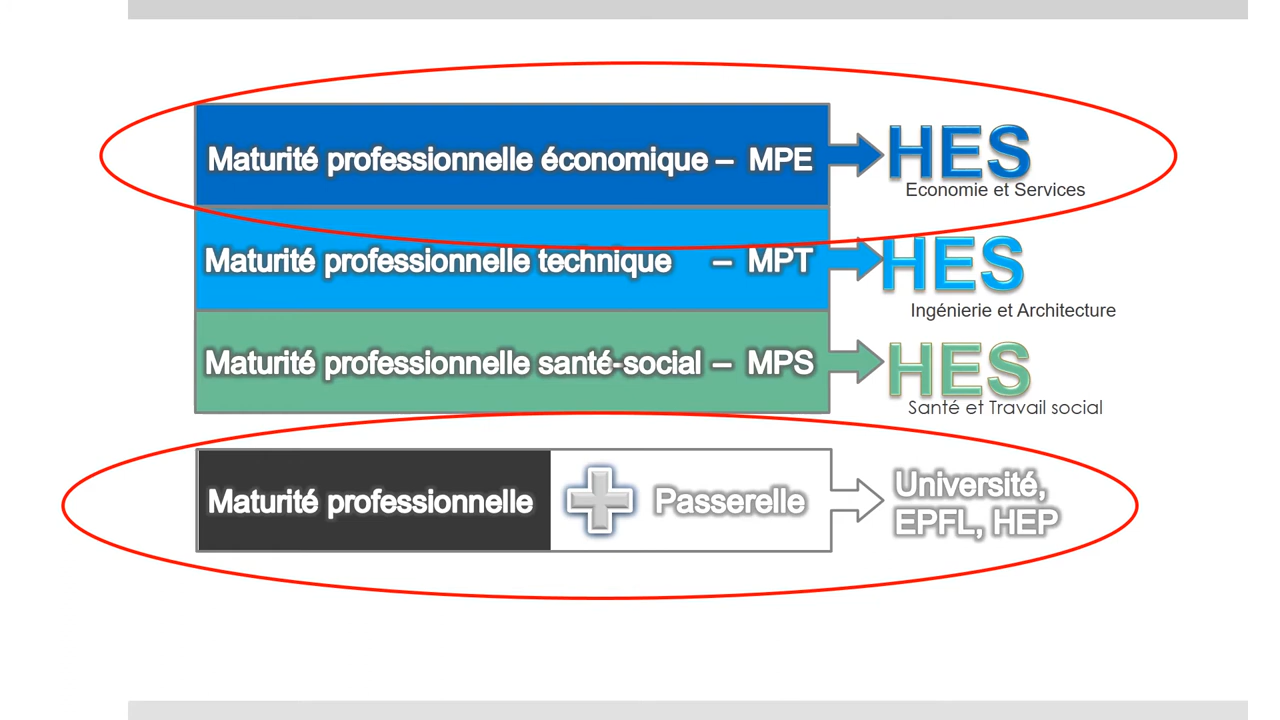 Maturité professionnelle économique – MPE
HES
Economie et Services
Maturité professionnelle technique – MPT
HES
Ingénierie et Architecture
Maturité professionnelle santé-social – MPS
HES
Santé et Travail social
Maturité professionnelle
Passerelle
Université,
EPFL, HEP